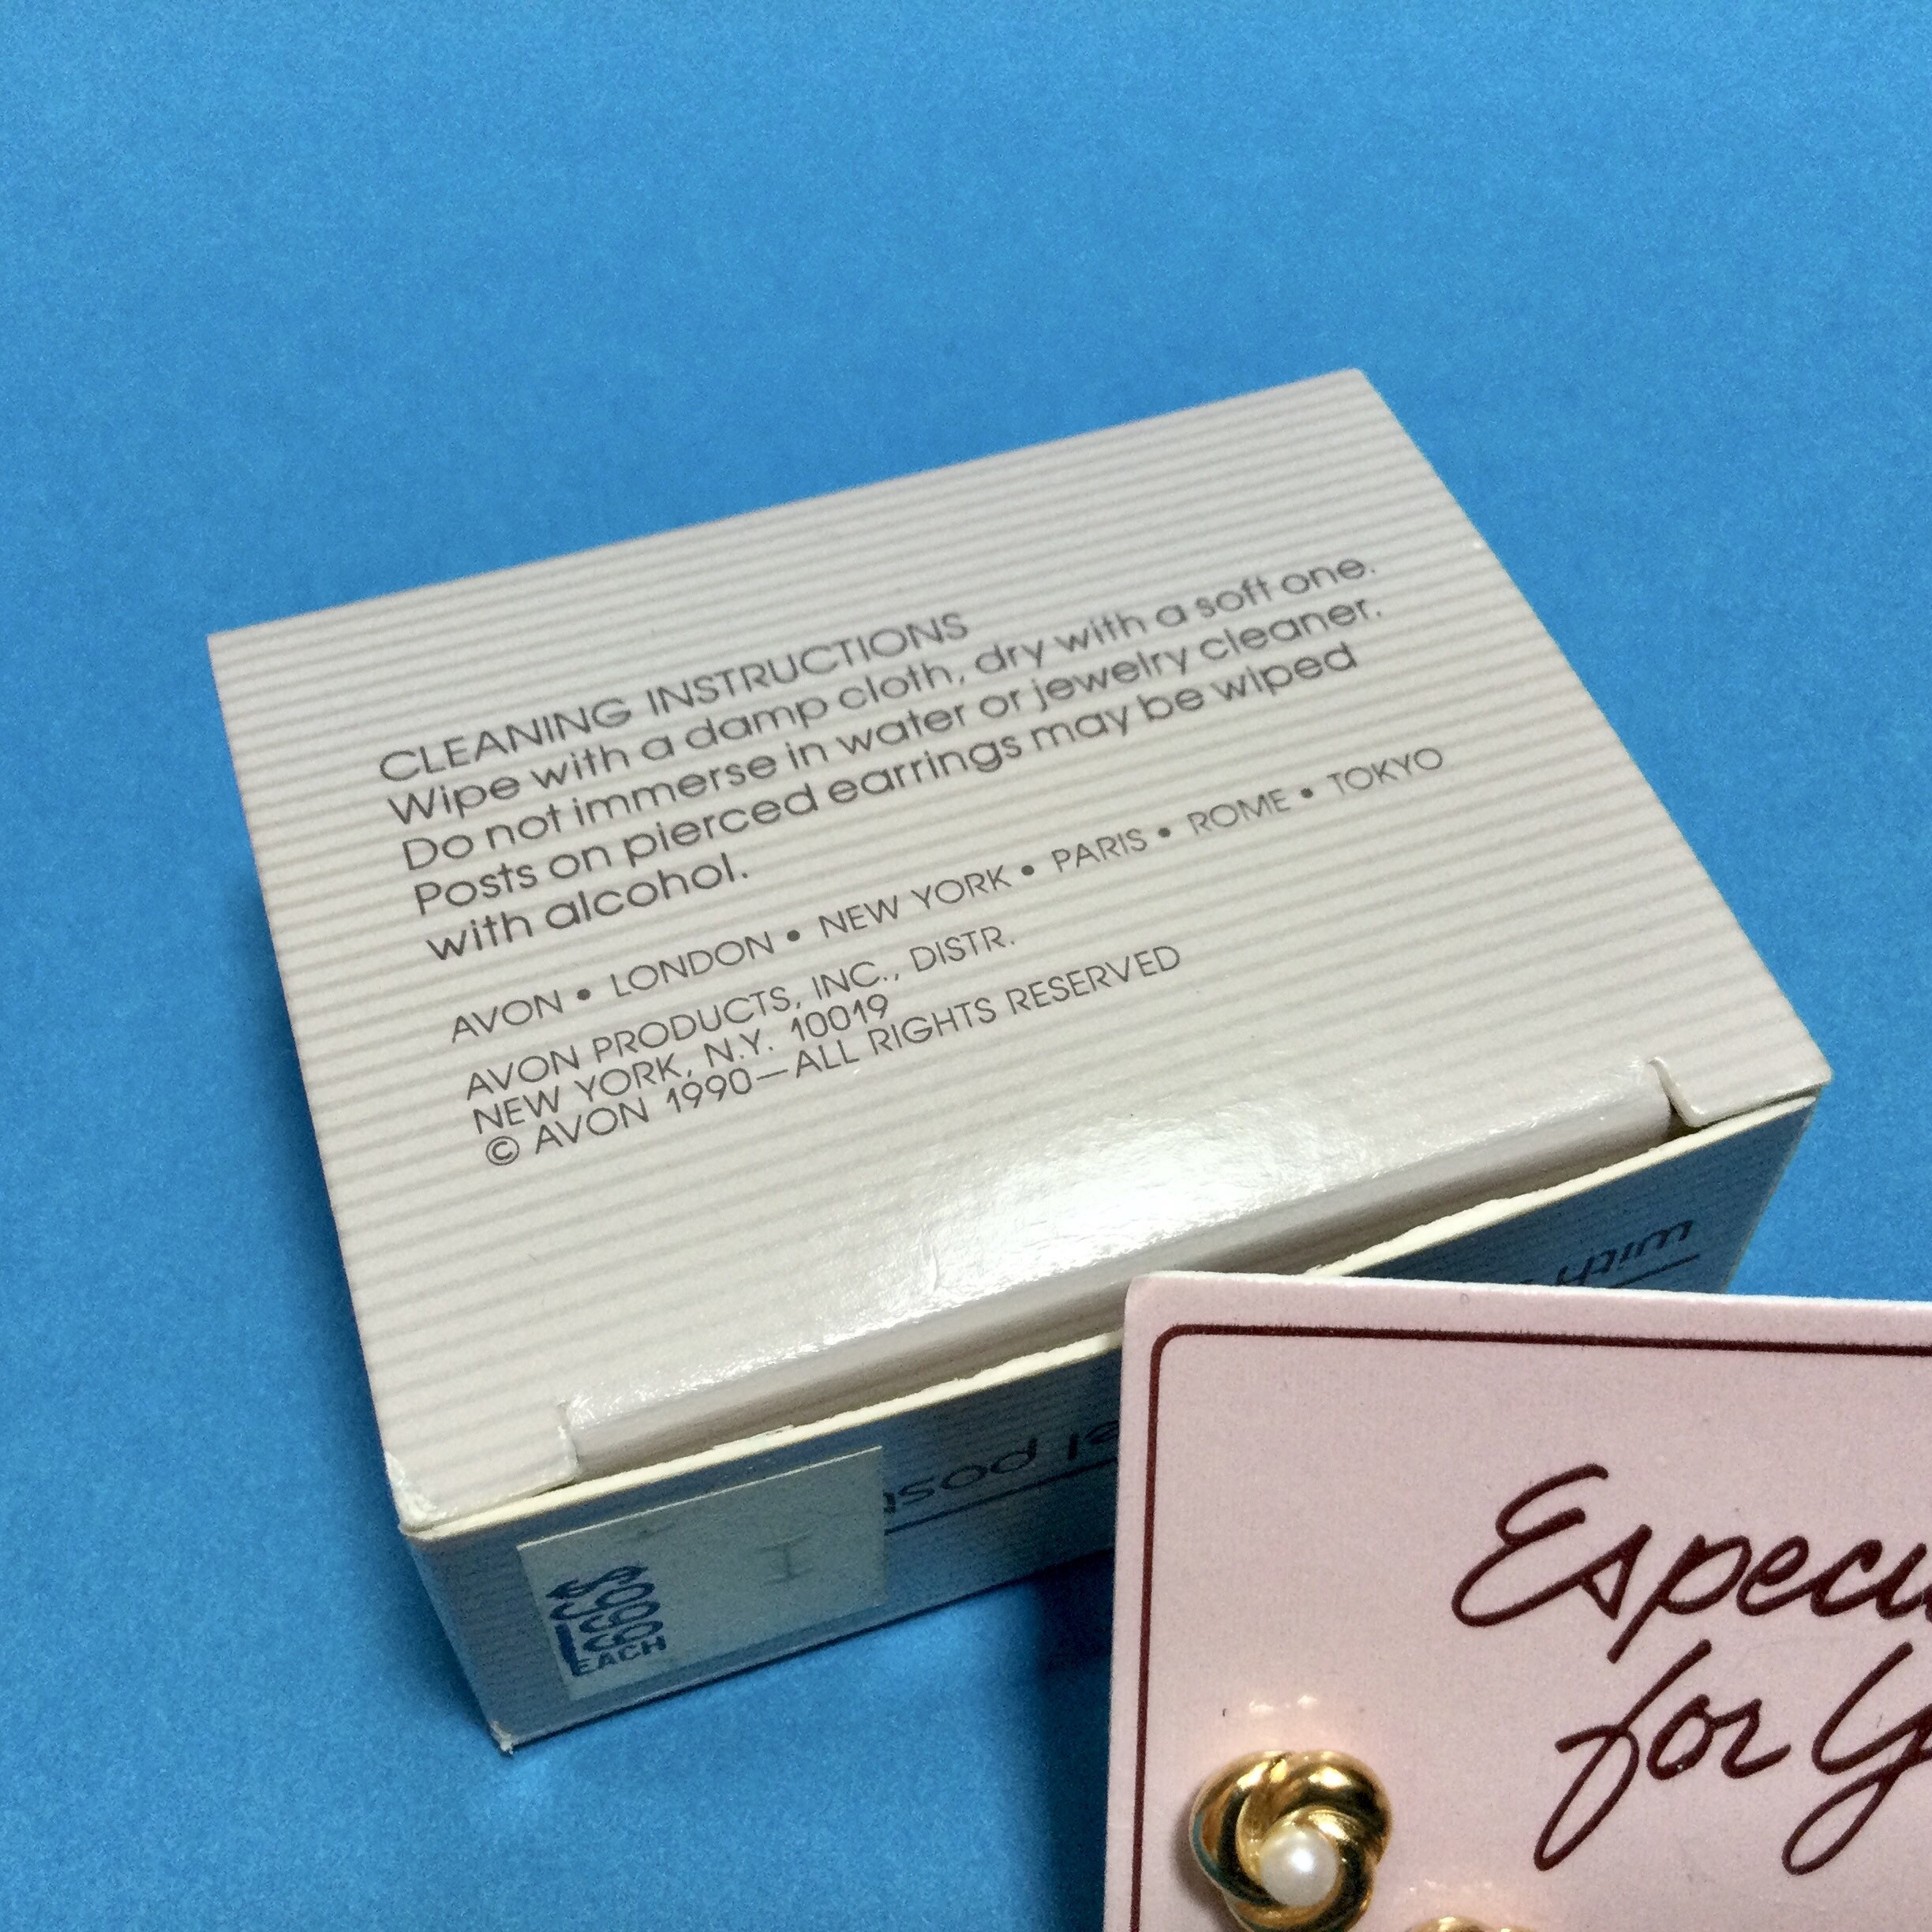 CLEANING INSTRUCTIONS
Wipe with a damp cloth, dry with a soft one.
Do not immerse in water or jewelry cleaner.
Posts on pierced earrings may be wiped
with alcohol.
AVON • LONDON • NEW YORK • PARIS • ROME • TOKYO
AVON PRODUCTS, INC., DISTR.
NEW YORK, N.Y. 10019
© AVON 1990—ALL RIGHTS RESERVED
with
EACH
for